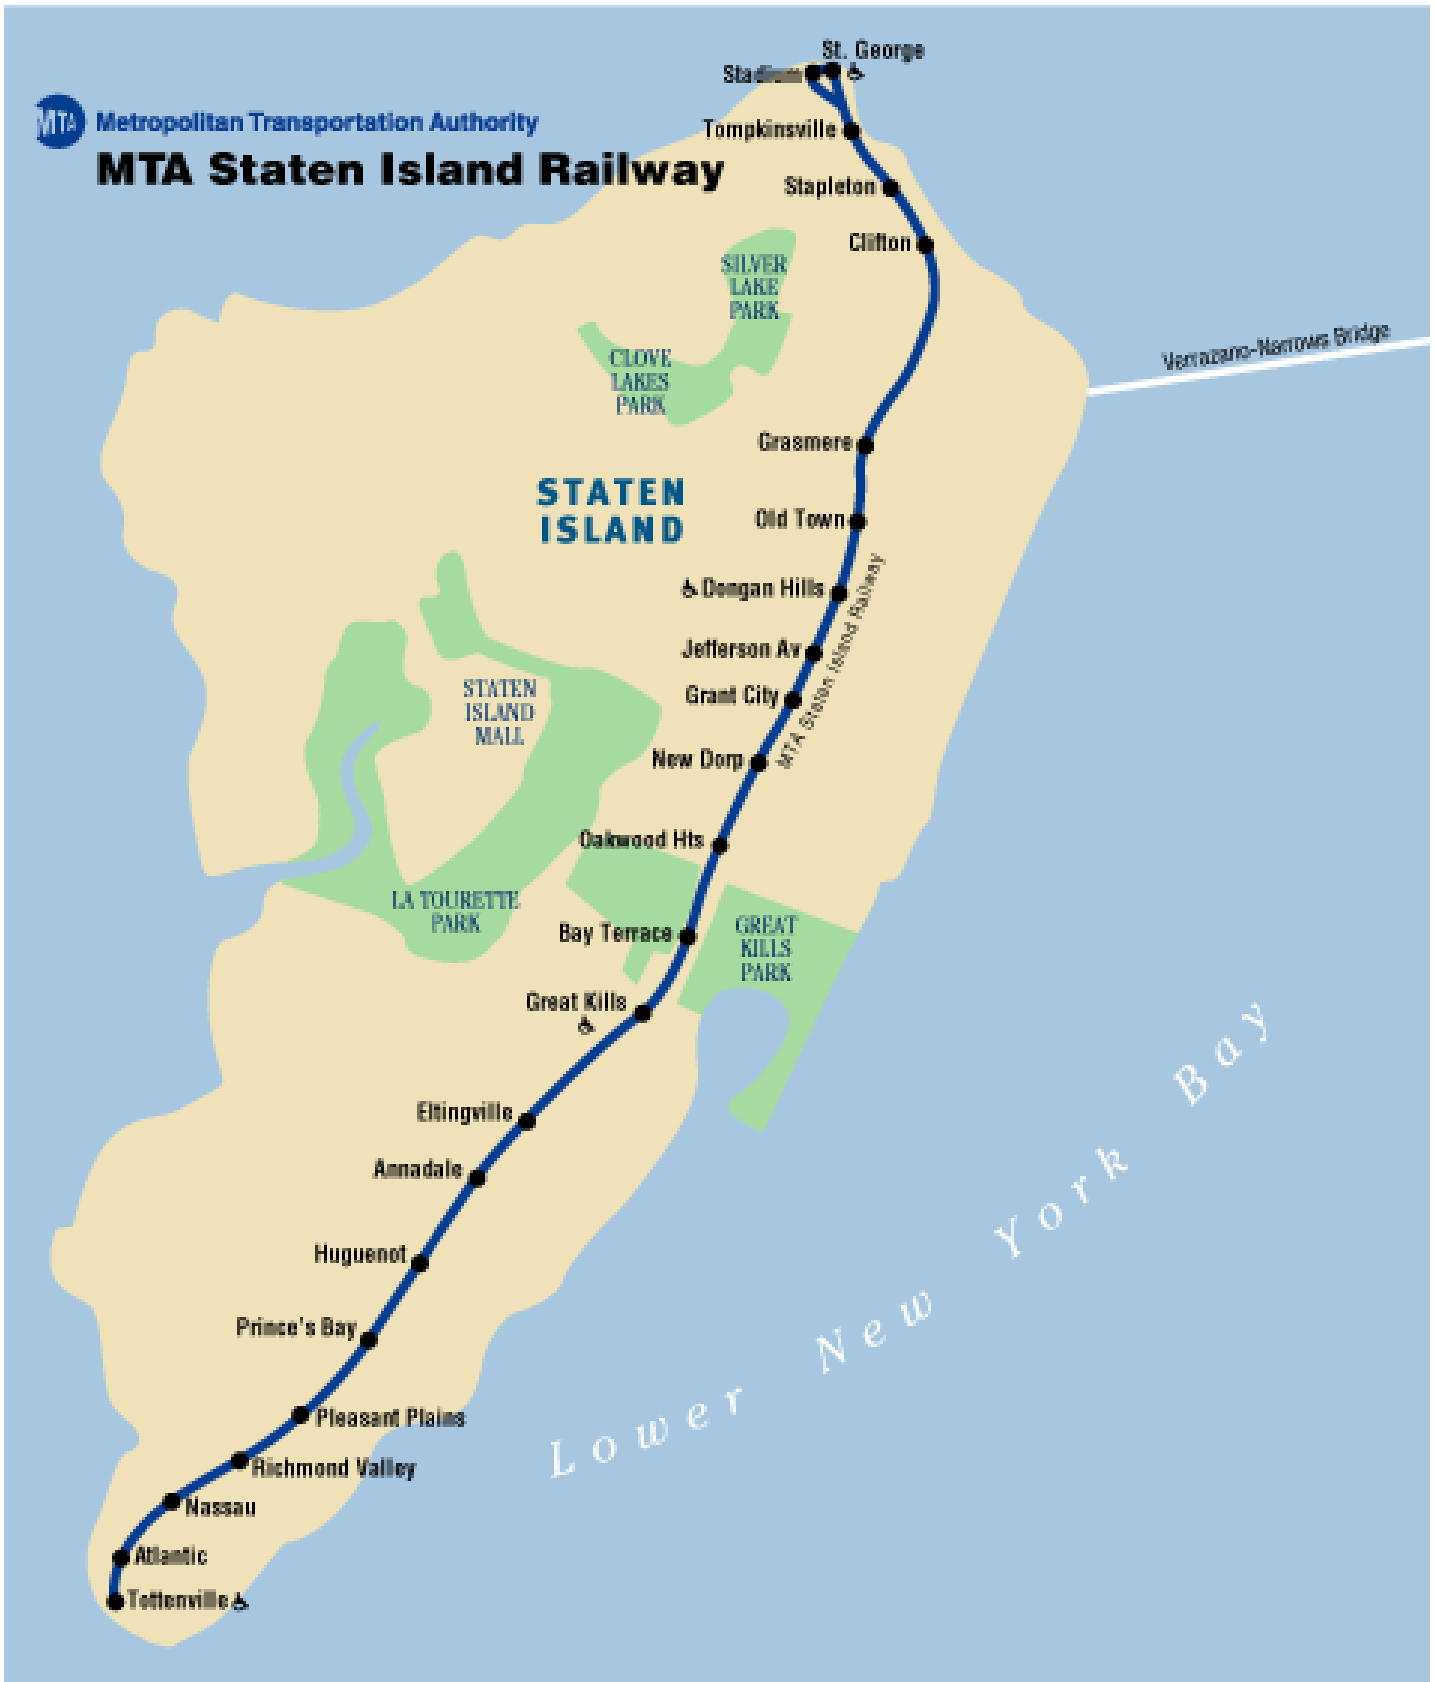 St. George
Stadium
MTA Metropolitan Transportation Authority
MTA Staten Island Railway
Tompkinsville
Stapleton
Clifton
SILVER
LAKE
PARK
Verrazano-Narrows Bridge
CLOVE
LAKES
PARK
Grasmere
STATEN
ISLAND
Old Town
Dongan Hills
MTA Staten Island Railway
Jefferson Av
Grant City
STATEN
ISLAND
MALL
New Dorp
Oakwood Hts
LA TOURETTE
PARK
Bay Terrace
GREAT
KILLS
PARK
Great Kills
Eltingville
Annadale
Huguenot
Prince's Bay
Lower New York Bay
Pleasant Plains
Richmond Valley
Nassau
Atlantic
Tottenville